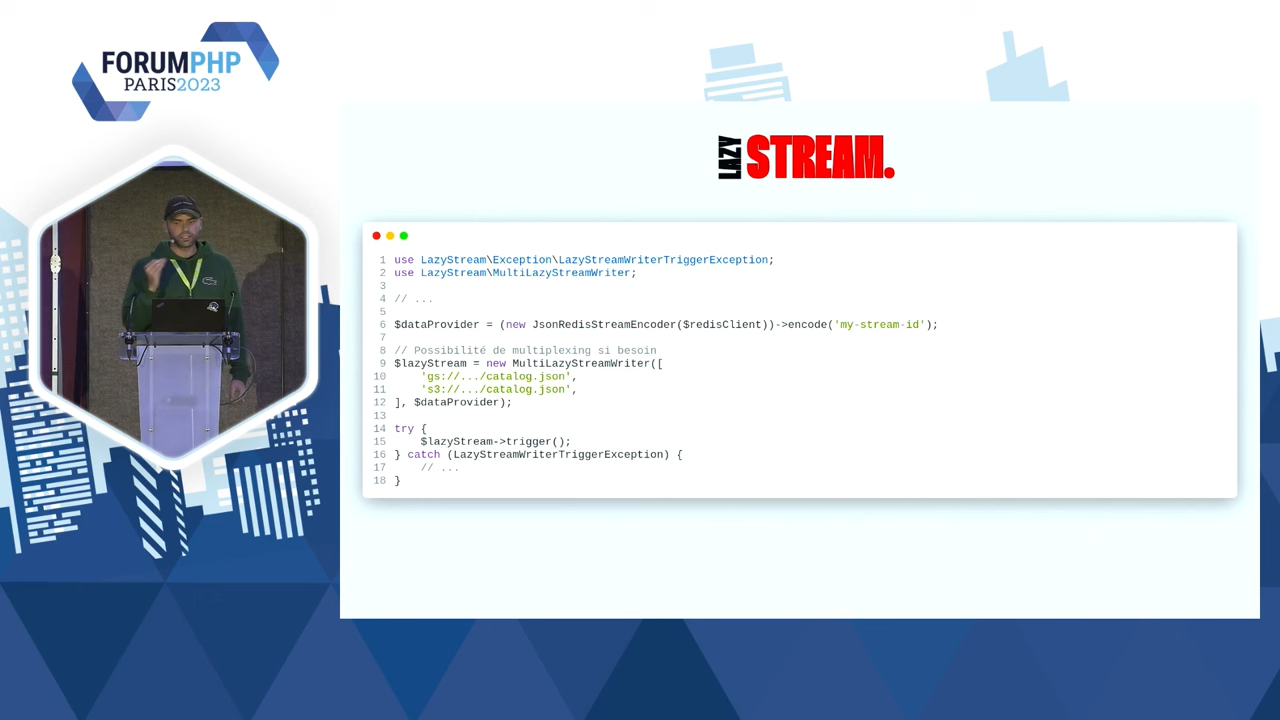 FORUMPHP
PARIS2023
LAZY STREAM.
1 use LazyStream\Exception\LazyStreamWriterTriggerException;
2 use LazyStream\MultiLazyStreamWriter;
3
4 // ...
5
6 $dataProvider = (new JsonRedisStreamEncoder($redisClient))->encode('my-stream-id');
7
8 // Possibilité de multiplexing si besoin
9 $lazyStream = new MultiLazyStreamWriter([
10     'gs://.../catalog.json',
11     's3://.../catalog.json',
12 ], $dataProvider);
13
14 try {
15     $lazyStream->trigger();
16 } catch (LazyStreamWriterTriggerException) {
17     // ...
18 }